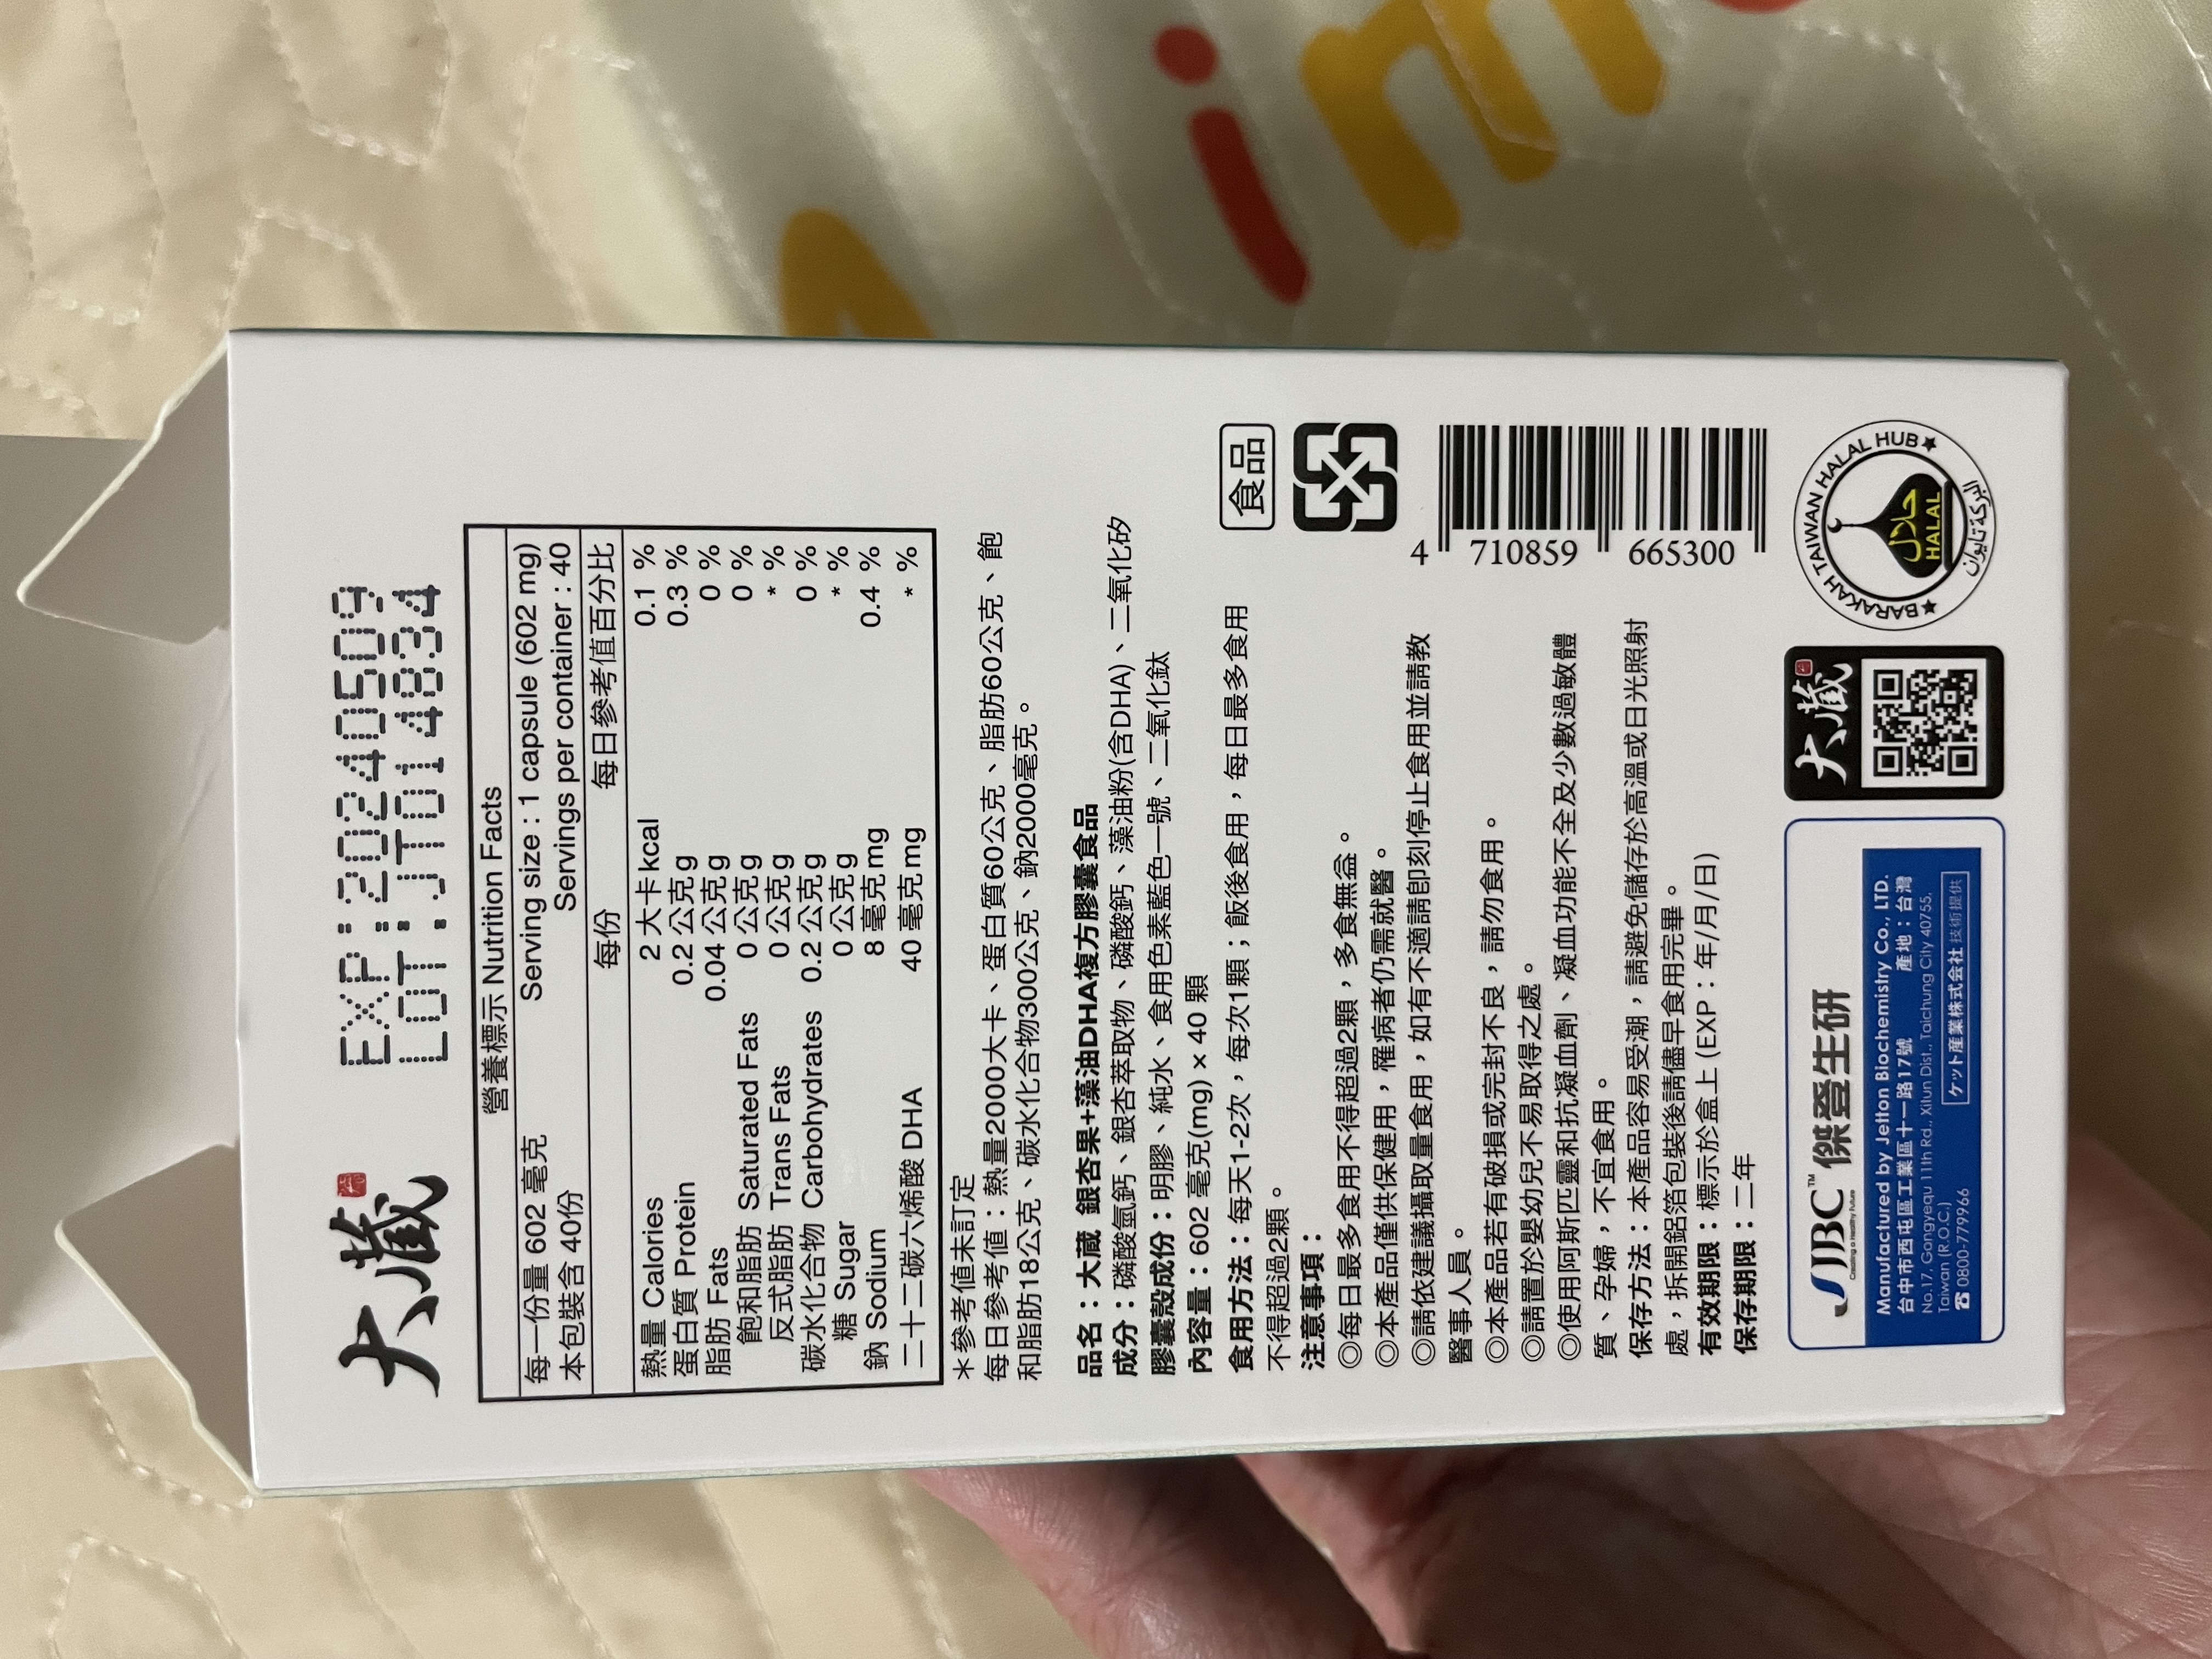 大藏
EXP:20240509
LOT:JT014834
營養標示 Nutrition Facts
每一份量 602 毫克 Serving size : 1 capsule (602 mg)
本包裝含 40份 Servings per container : 40
每份 每日參考值百分比
熱量 Calories 2 大卡 kcal 0.1 %
蛋白質 Protein 0.2 公克 g 0.3 %
脂肪 Fats 0.04 公克 g 0 %
飽和脂肪 Saturated Fats 0 公克 g 0 %
反式脂肪 Trans Fats 0 公克 g * %
碳水化合物 Carbohydrates 0.2 公克 g 0 %
糖 Sugar 0 公克 g * %
鈉 Sodium 8 毫克 mg 0.4 %
二十二碳六烯酸 DHA 40 毫克 mg * %
＊參考值未訂定
每日參考值：熱量2000大卡、蛋白質60公克、脂肪60公克、飽
和脂肪18公克、碳水化合物300公克、鈉2000毫克。
品名：大藏 銀杏果+藻油DHA複方膠囊食品
成分：磷酸氫鈣、銀杏萃取物、磷酸鈣、藻油粉(含DHA)、二氧化矽
膠囊殼成份：明膠、純水、食用色素藍色一號、二氧化鈦
內容量：602 毫克(mg) × 40 顆
食用方法：每天1-2次，每次1顆；飯後食用，每日最多食用
不得超過2顆。
注意事項：
◎每日最多食用不得超過2顆，多食無益。
◎本產品僅供保健用，罹病者仍需就醫。
◎請依建議攝取量食用，如有不適請即刻停止食用並請教
醫事人員。
◎本產品若有破損或完封不良，請勿食用。
◎請置於嬰幼兒不易取得之處。
◎使用阿斯匹靈和抗凝血劑、凝血功能不全及少數過敏體
質、孕婦，不宜食用。
保存方法：本產品容易受潮，請避免儲存於高溫或日光照射
處，拆開鋁箔包裝後請儘早食用完畢。
有效期限：標示於盒上 (EXP：年/月/日)
保存期限：二年
食品
4 710859 665300
JBC™ 傑登生研
Creating a Healthy Future
Manufactured by Jetton Biochemistry Co., LTD.
台中市西屯區工業區十一路17號 產地：台灣
No.17, Gongyequ 11th Rd., Xitun Dist., Taichung City 40755,
Taiwan (R.O.C.)
☎ 0800-779966 ケット産業株式会社 技術提供
大藏
★BARAKAH TAIWAN HALAL HUB★
حلال
HALAL
البركة تايوان